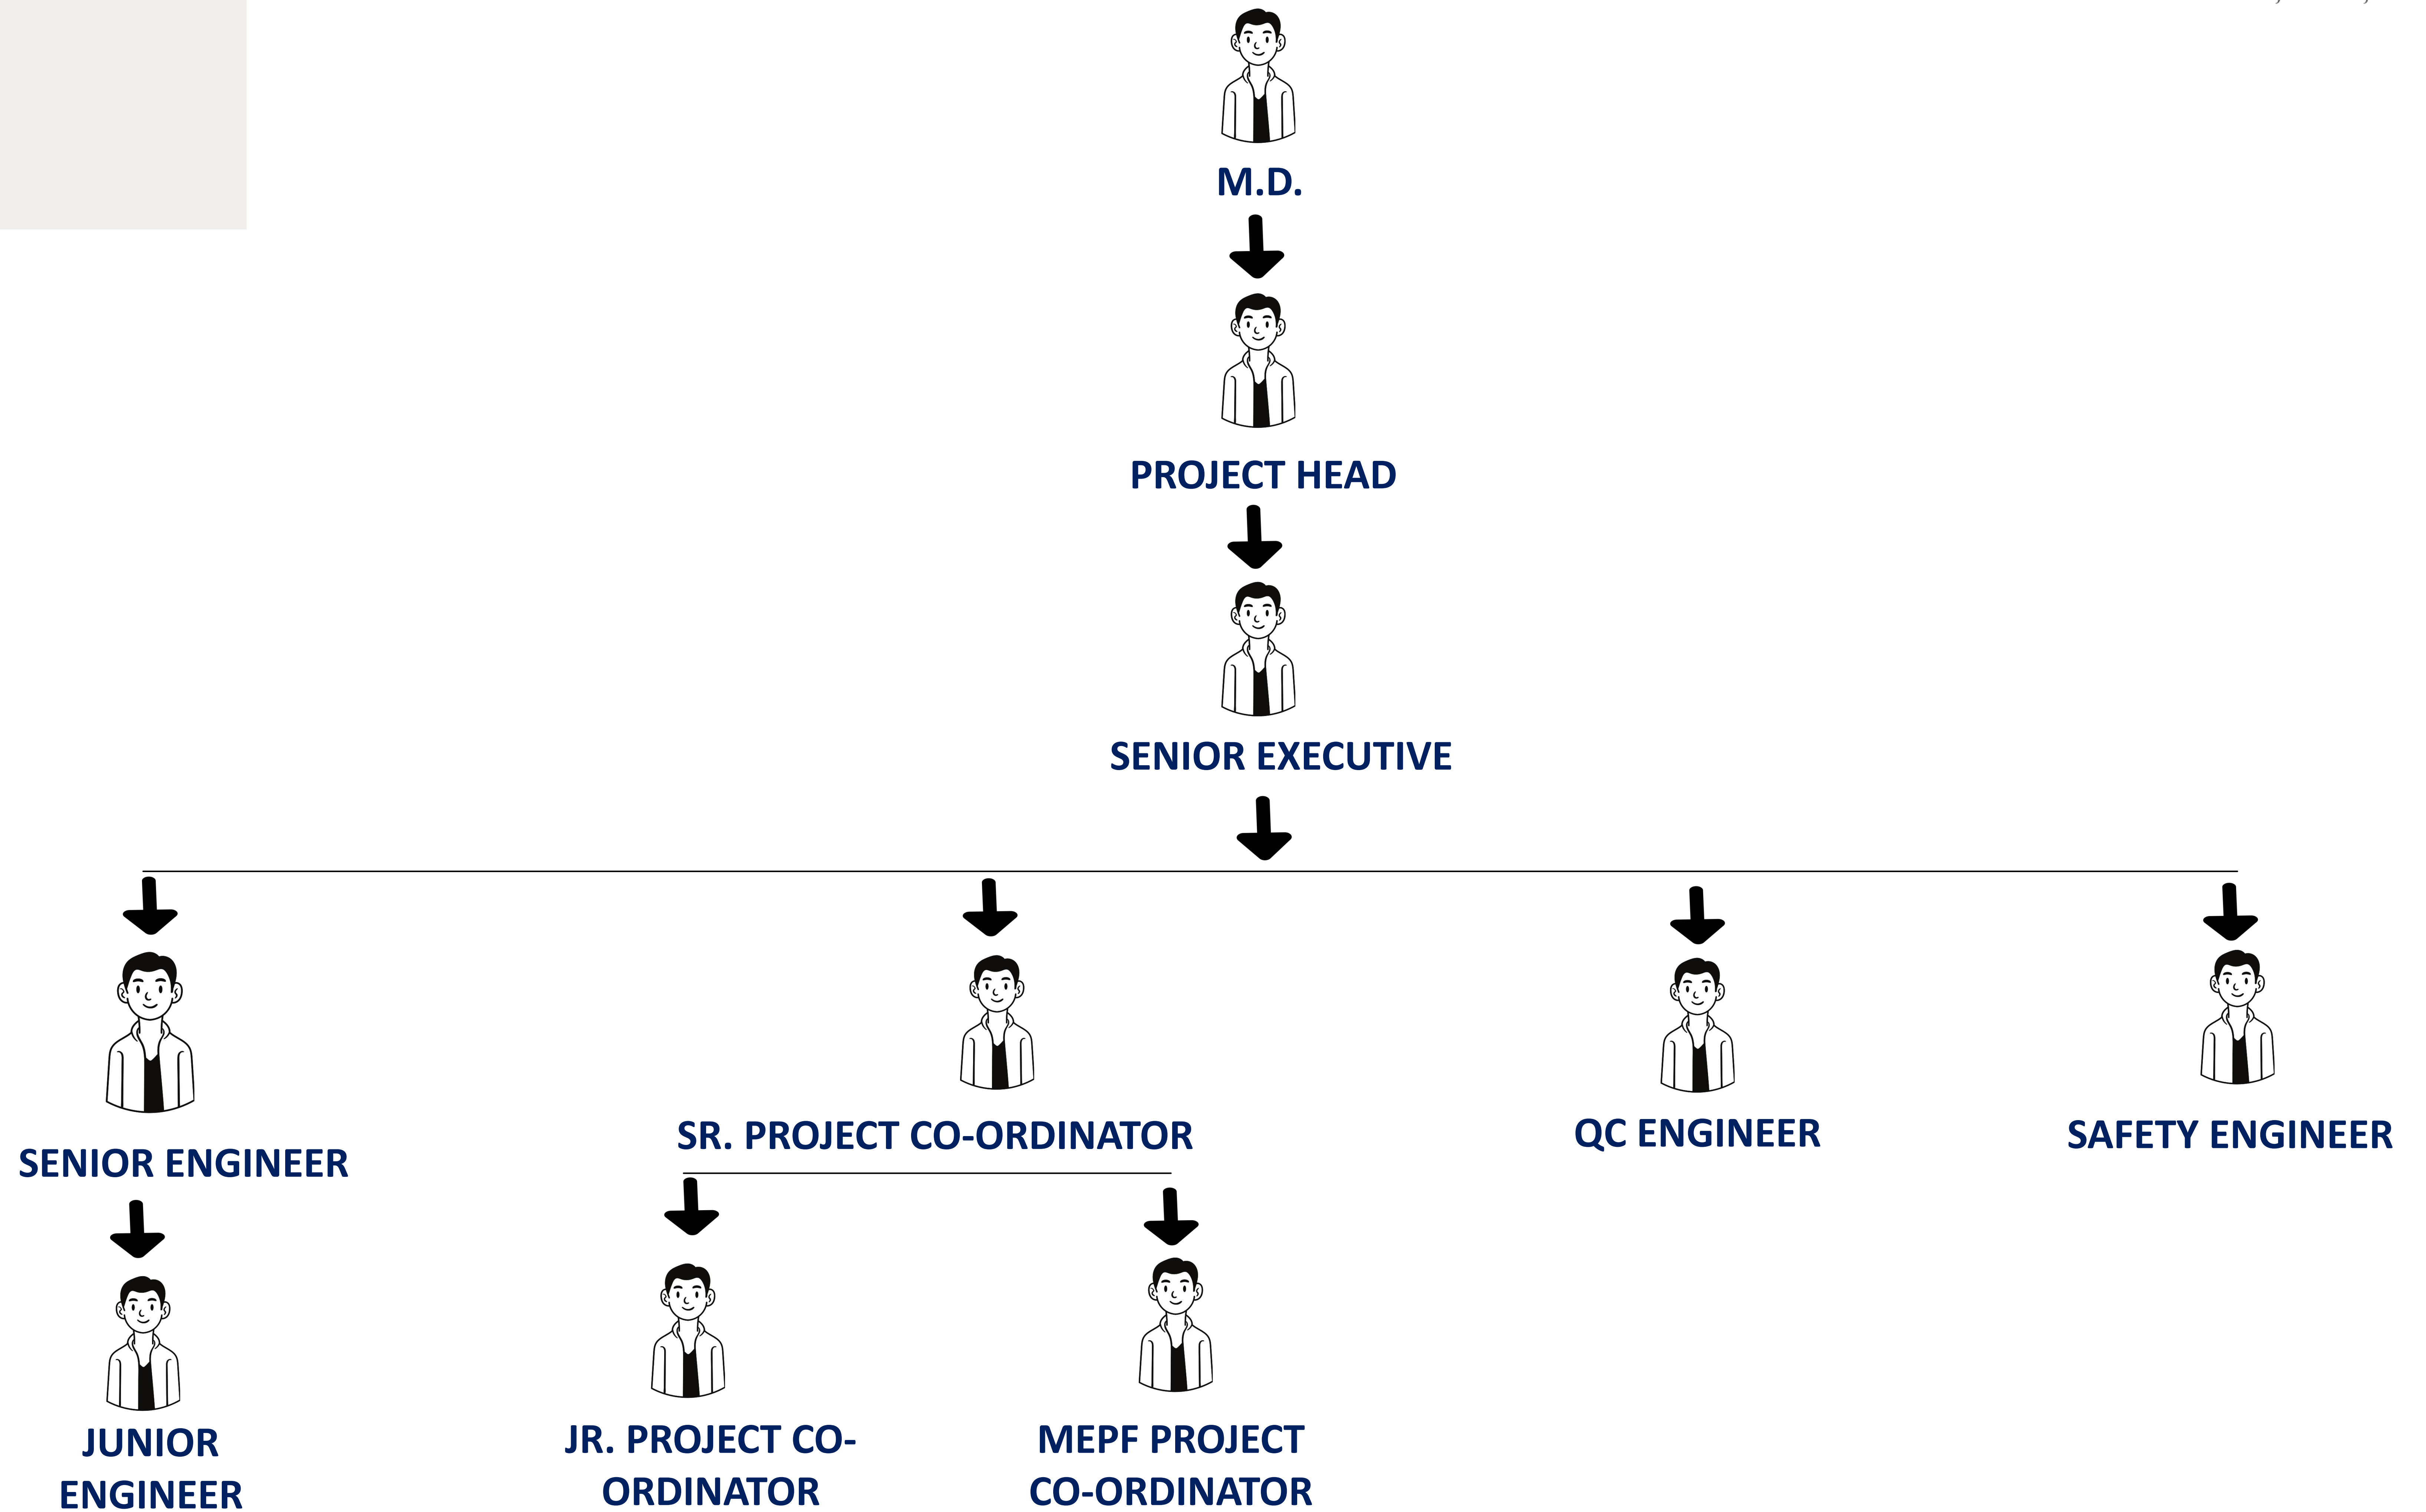 M.D.
PROJECT HEAD
SENIOR EXECUTIVE
SENIOR ENGINEER
SR. PROJECT CO-ORDINATOR
QC ENGINEER
SAFETY ENGINEER
JUNIOR
ENGINEER
JR. PROJECT CO-
ORDINATOR
MEPF PROJECT
CO-ORDINATOR